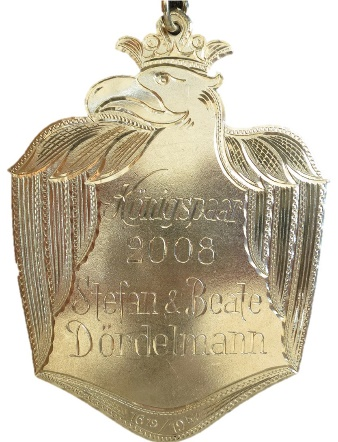 Königspaar
2008
Stefan & Beate
Dördelmann